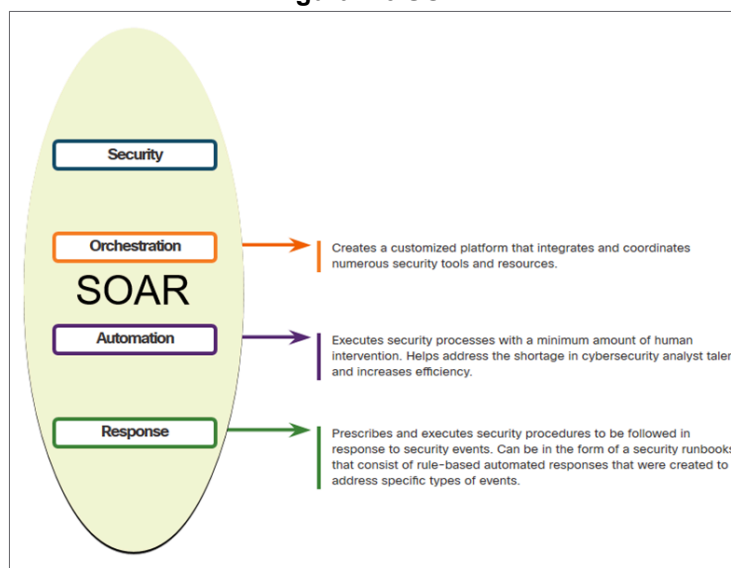 Security
Orchestration
Creates a customized platform that integrates and coordinates
numerous security tools and resources.
SOAR
Automation
Executes security processes with a minimum amount of human
intervention. Helps address the shortage in cybersecurity analyst
and increases efficiency.
Response
Prescribes and executes security procedures to be followed in
response to security events. Can be in the form of a security runbooks
that consist of rule-based automated responses that were created to
address specific types of events.